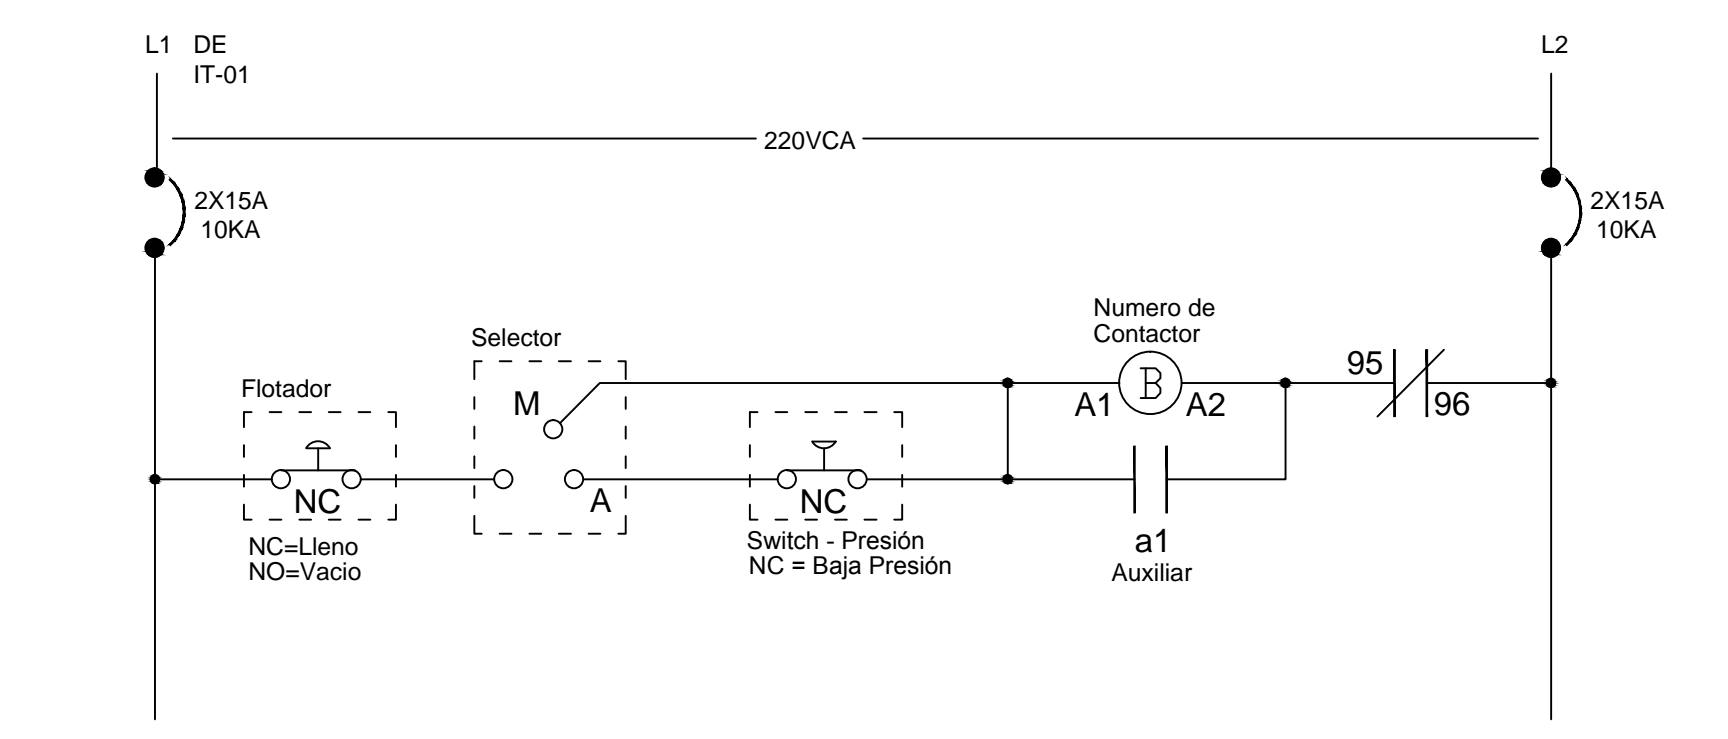 L1 DE
IT-01
L2
220VCA
2X15A
10KA
2X15A
10KA
Numero de
Contactor
Selector
Flotador
M
A1
B
A2
95
96
NC
A
NC
NC=Lleno
NO=Vacio
Switch - Presión
NC = Baja Presión
a1
Auxiliar